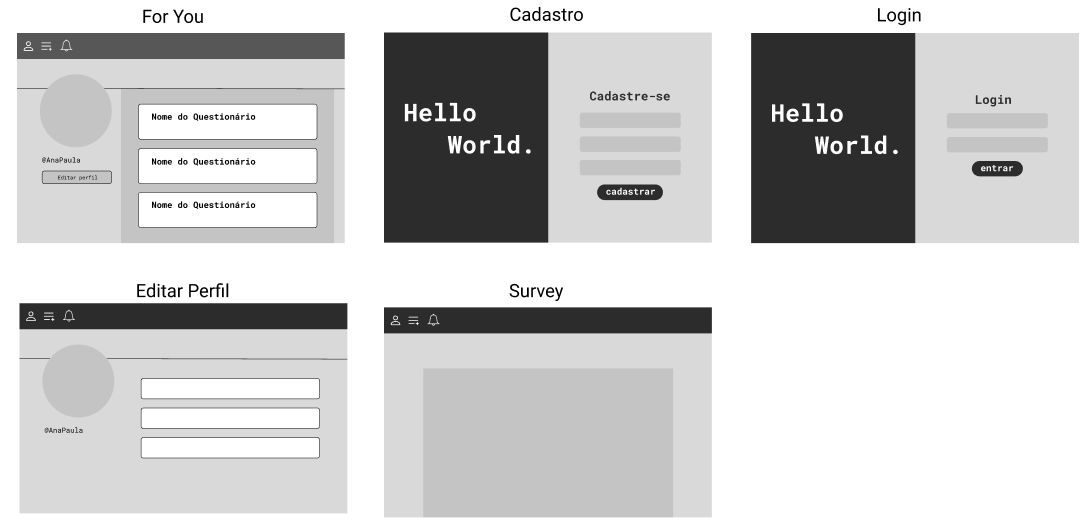 For You
Nome do Questionário
Nome do Questionário
Nome do Questionário
@AnaPaula
Editar perfil
Cadastro
Hello
World.
Cadastre-se
cadastrar
Login
Hello
World.
Login
entrar
Editar Perfil
@AnaPaula
Survey